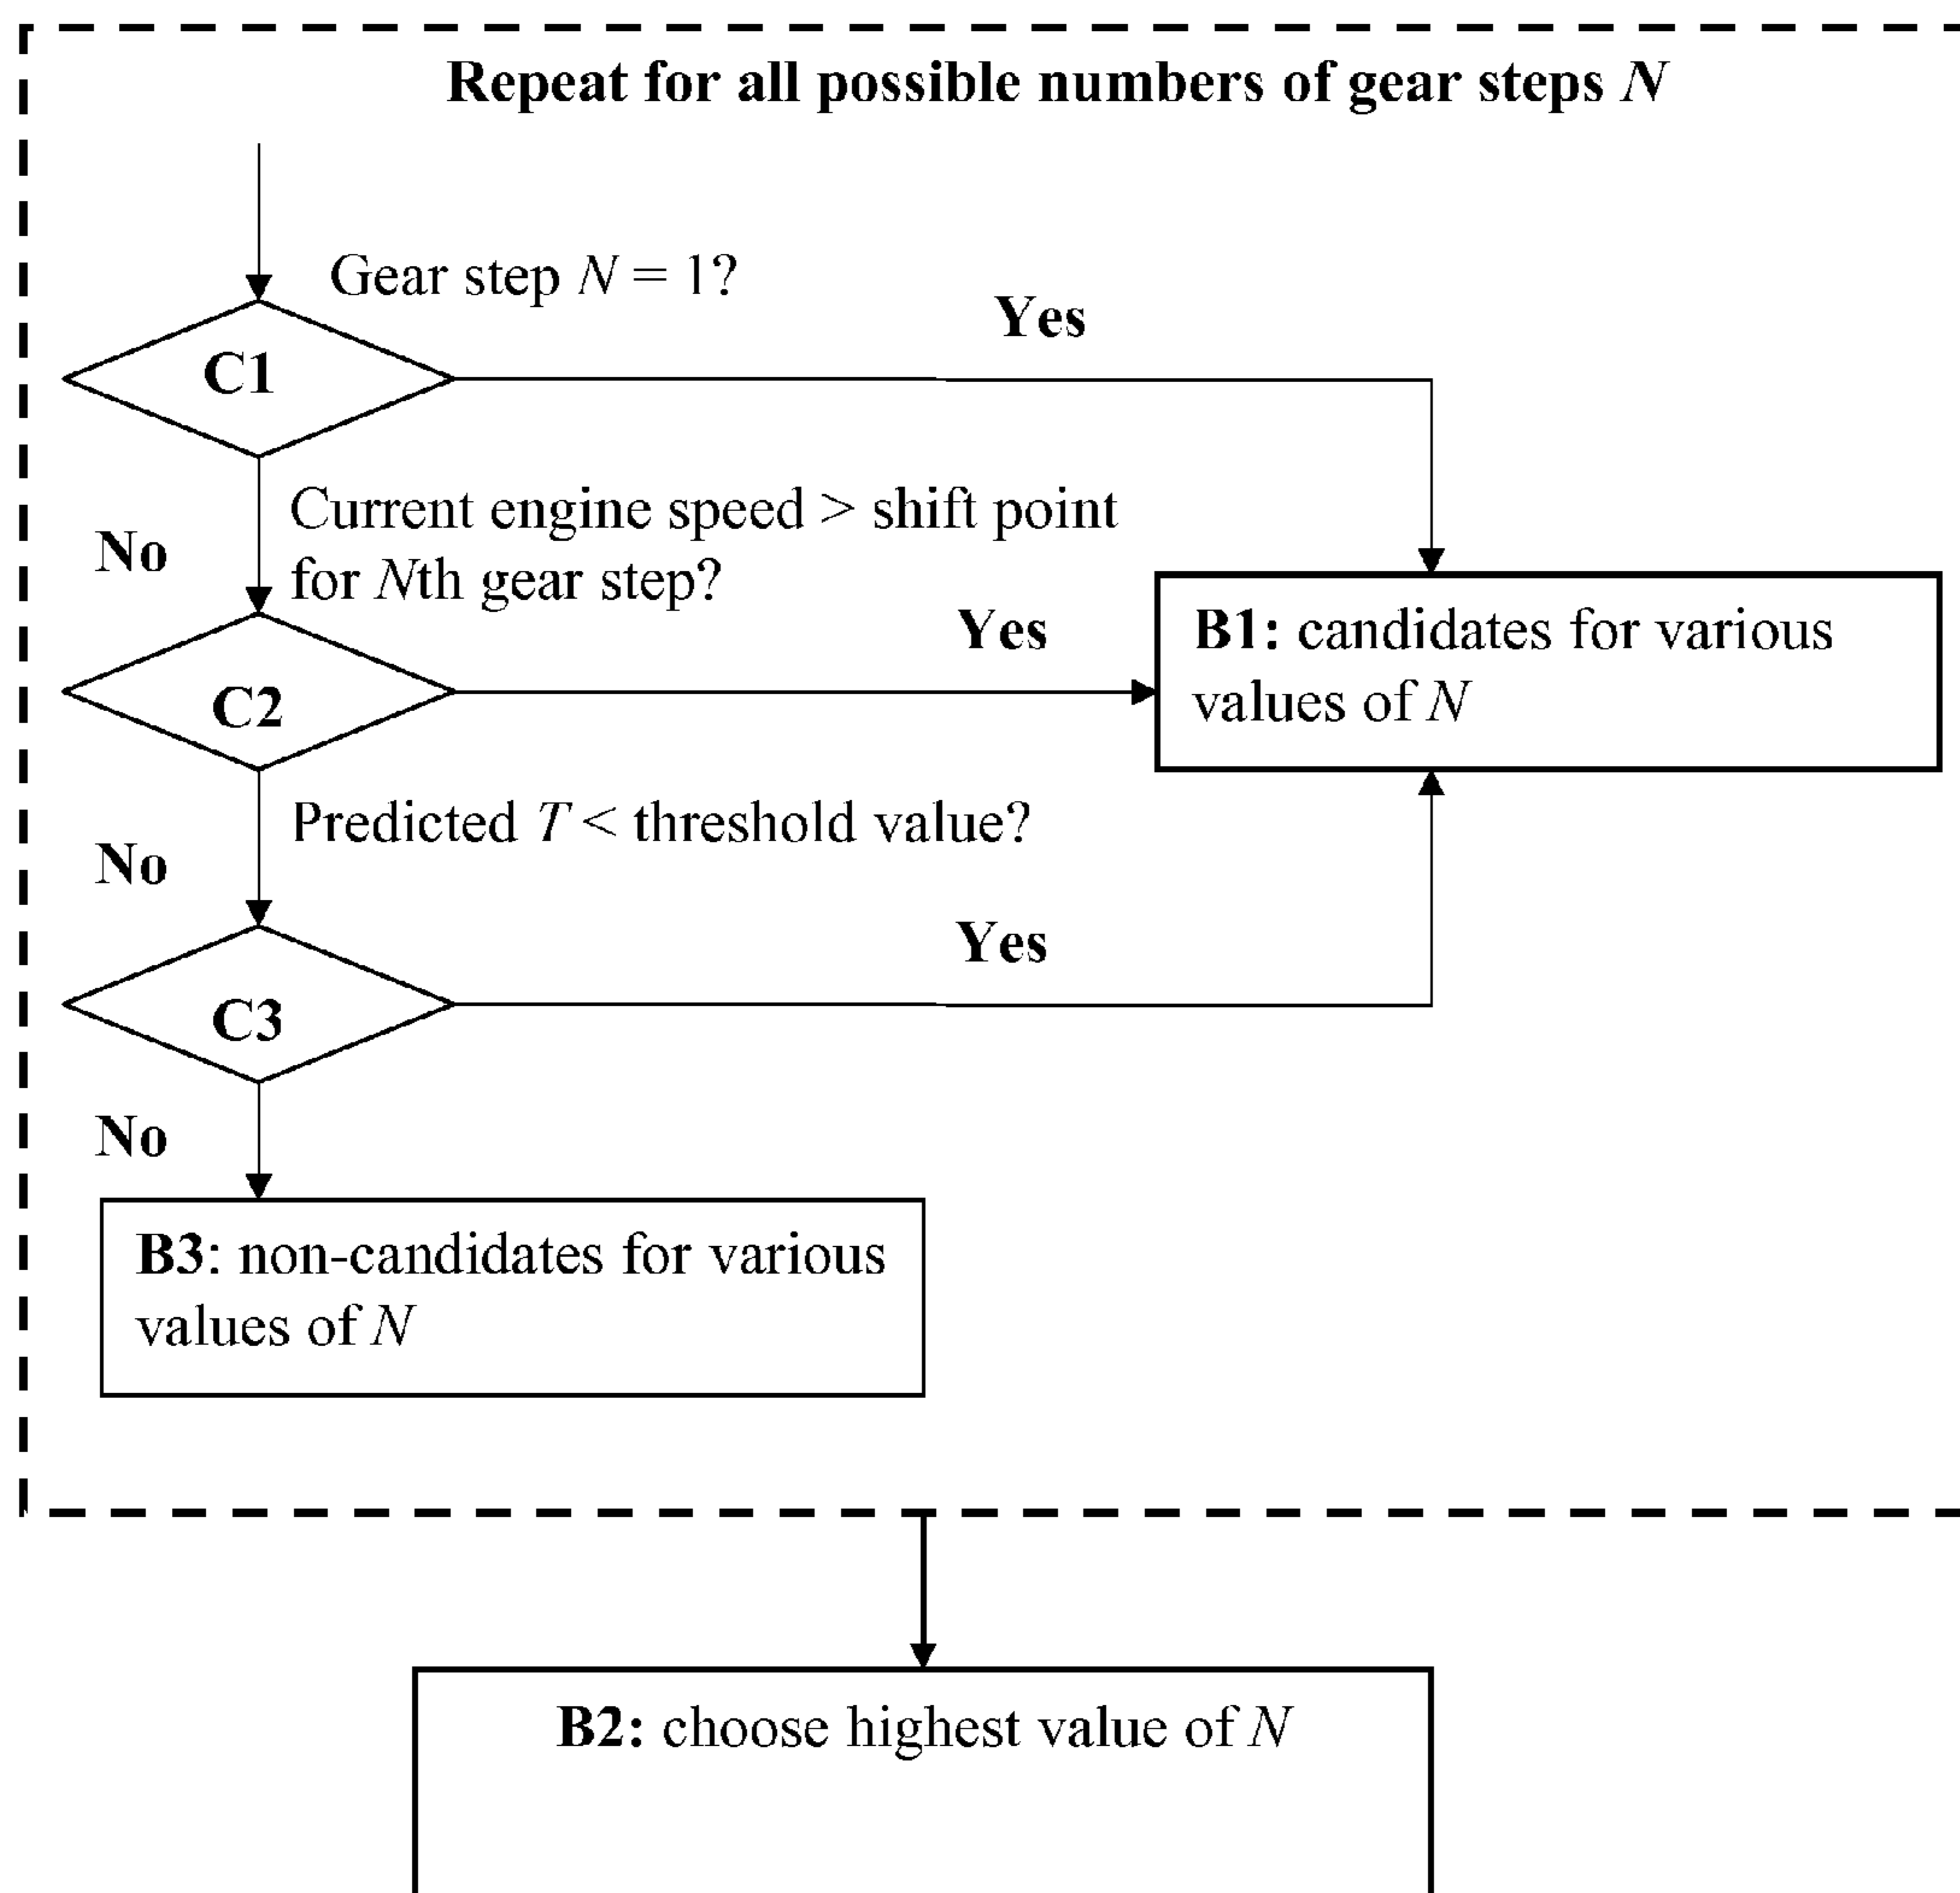 Repeat for all possible numbers of gear steps N
Gear step N = 1?
Yes
C1
Current engine speed > shift point
for Nth gear step?
No
Yes
B1: candidates for various
values of N
C2
Predicted T < threshold value?
No
Yes
C3
No
B3: non-candidates for various
values of N
B2: choose highest value of N